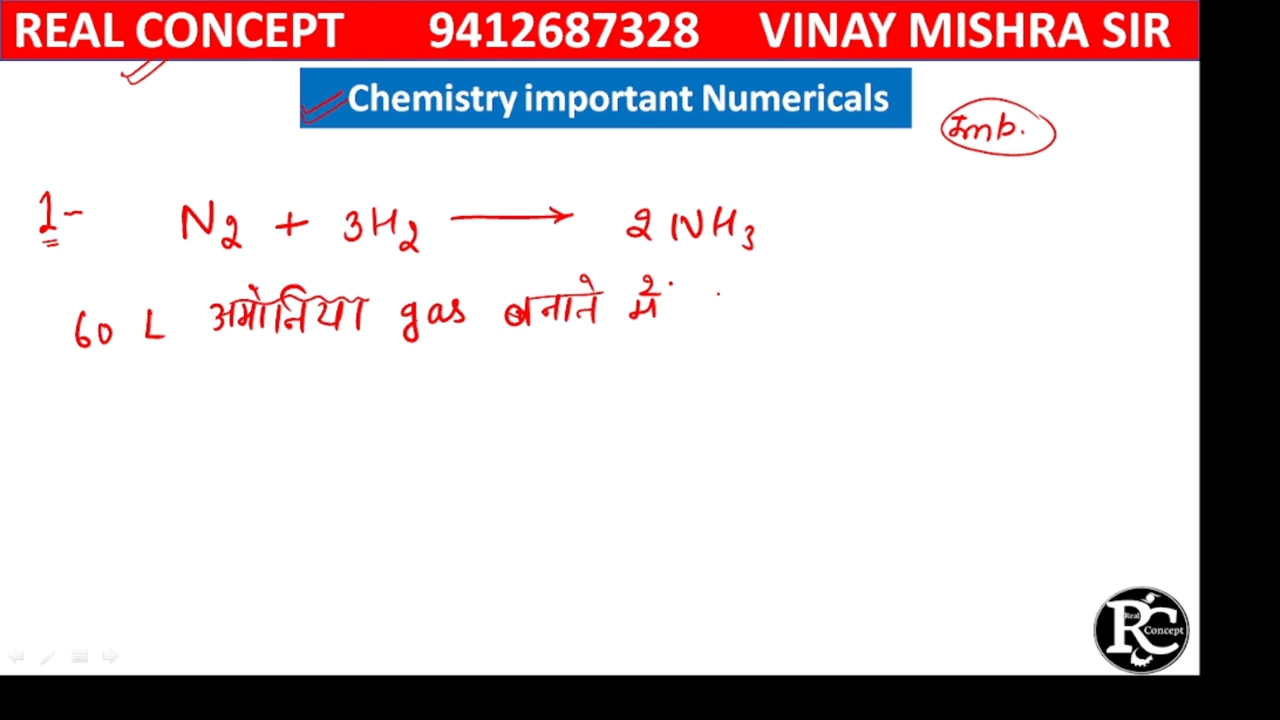 REAL CONCEPT 9412687328 VINAY MISHRA SIR
Chemistry important Numericals
Imp.
1- N2 + 3H2 → 2NH3
60 L अमोनिया gas बनाने में
RC Real Concept